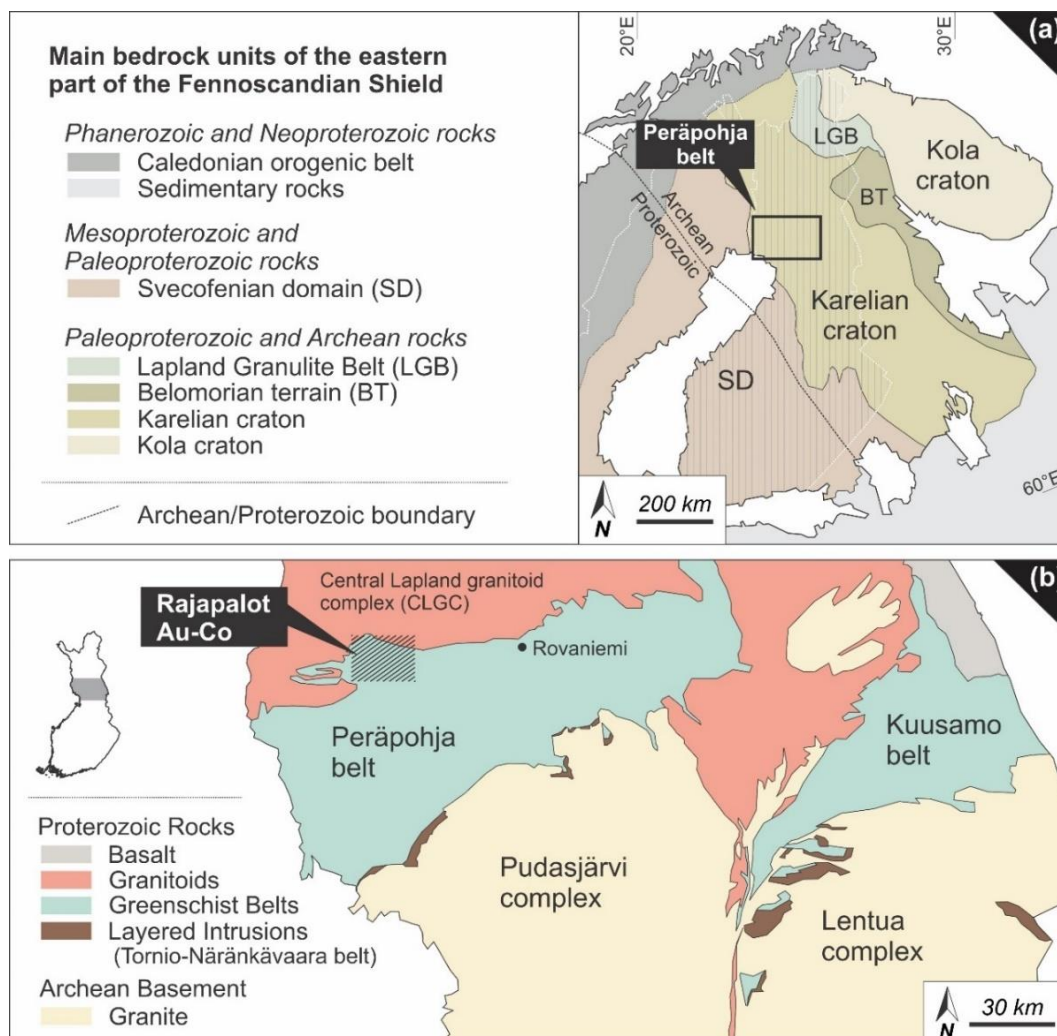 Main bedrock units of the eastern
part of the Fennoscandian Shield
Phanerozoic and Neoproterozoic rocks
Caledonian orogenic belt
Sedimentary rocks
Mesoproterozoic and
Paleoproterozoic rocks
Svecofenian domain (SD)
Paleoproterozoic and Archean rocks
Lapland Granulite Belt (LGB)
Belomorian terrain (BT)
Karelian craton
Kola craton
Archean/Proterozoic boundary
(a)
20°E
30°E
Peräpohja
belt
LGB
Kola
craton
BT
Archean
Proterozoic
Karelian
craton
SD
60°E
N
200 km
(b)
Central Lapland granitoid
complex (CLGC)
Rajapalot
Au-Co
Rovaniemi
Peräpohja
belt
Kuusamo
belt
Proterozoic Rocks
Basalt
Granitoids
Greenschist Belts
Layered Intrusions
(Tornio-Näränkävaara belt)
Archean Basement
Granite
Pudasjärvi
complex
Lentua
complex
N
30 km